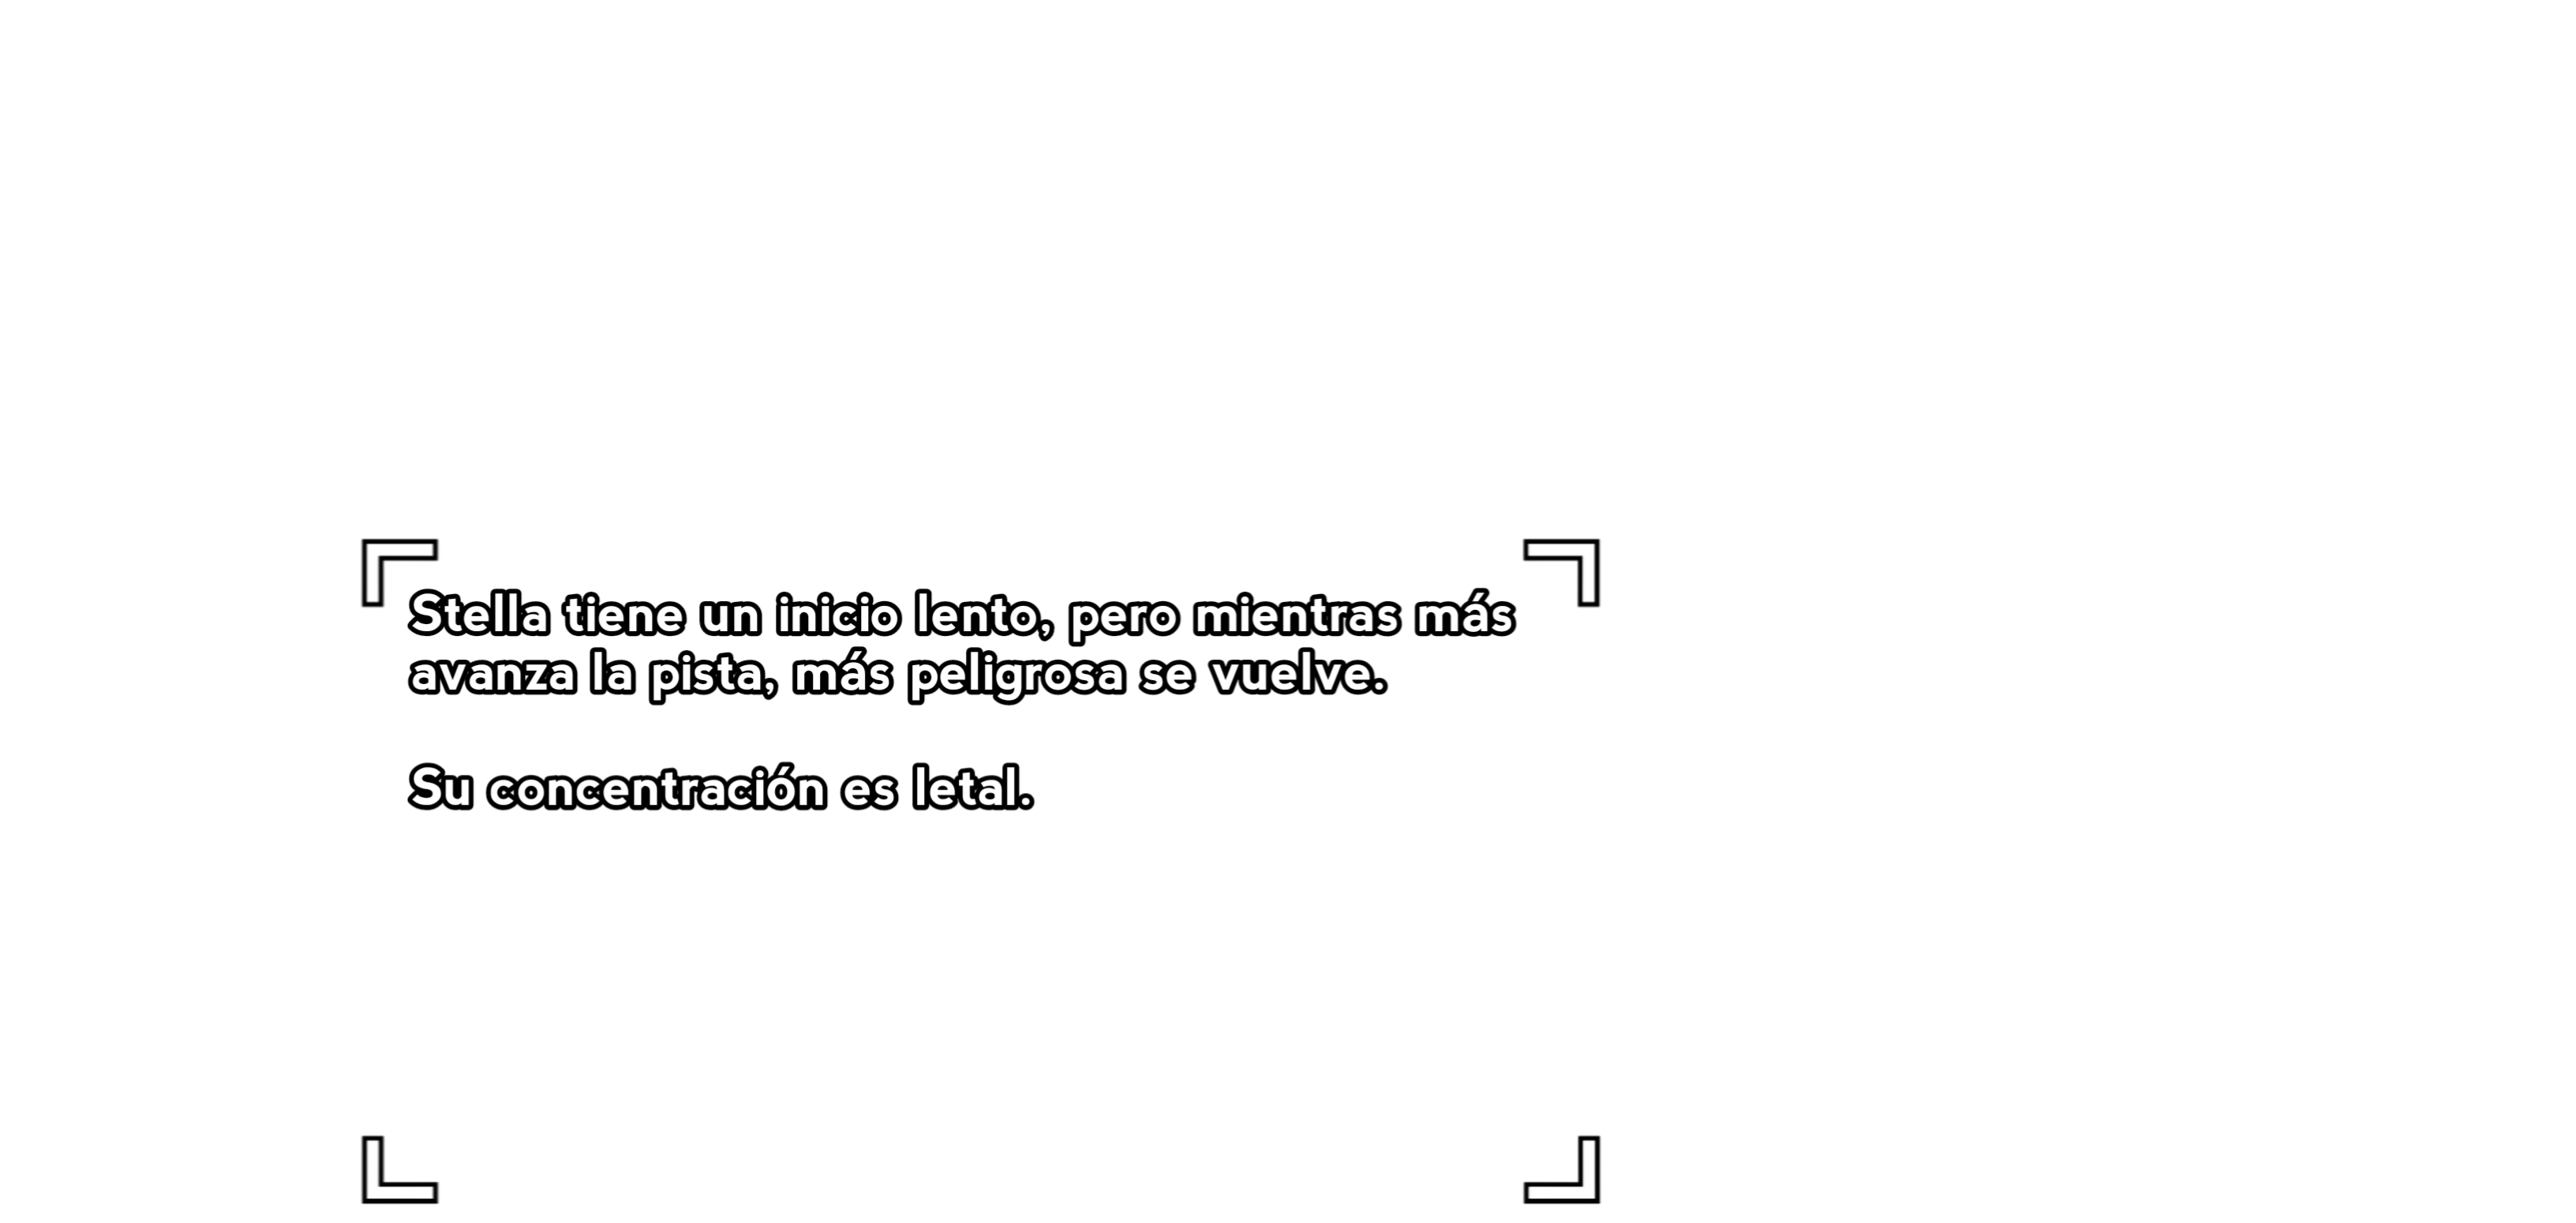 Stella tiene un inicio lento, pero mientras más
avanza la pista, más peligrosa se vuelve.
Su concentración es letal.